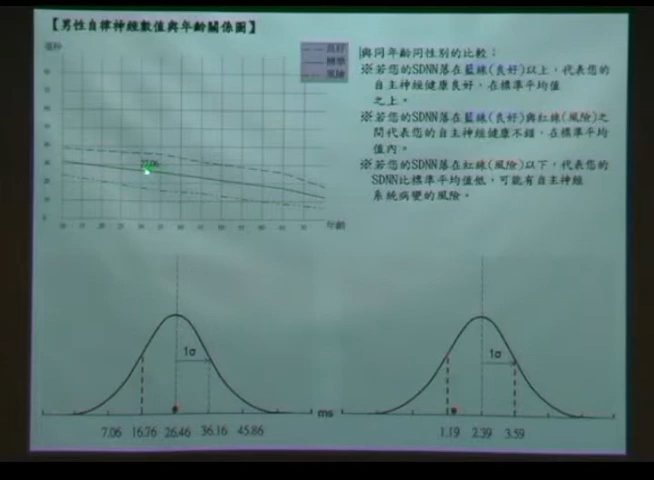 【男性自律神經數值與年齡關係圖】
毫秒
良好
標準
風險
年齡
與同年齡同性別的比較：
※若您的SDNN落在藍線(良好)以上，代表您的
自主神經健康良好，在標準平均值
之上。
※若您的SDNN落在藍線(良好)與紅線(風險)之
間代表您的自主神經健康不錯，在標準平均
值內。
※若您的SDNN落在紅線(風險)以下，代表您的
SDNN比標準平均值低，可能有自主神經
系統病變的風險。
1σ
7.06 16.76 26.46 36.16 45.86
ms
1σ
1.19 2.39 3.59